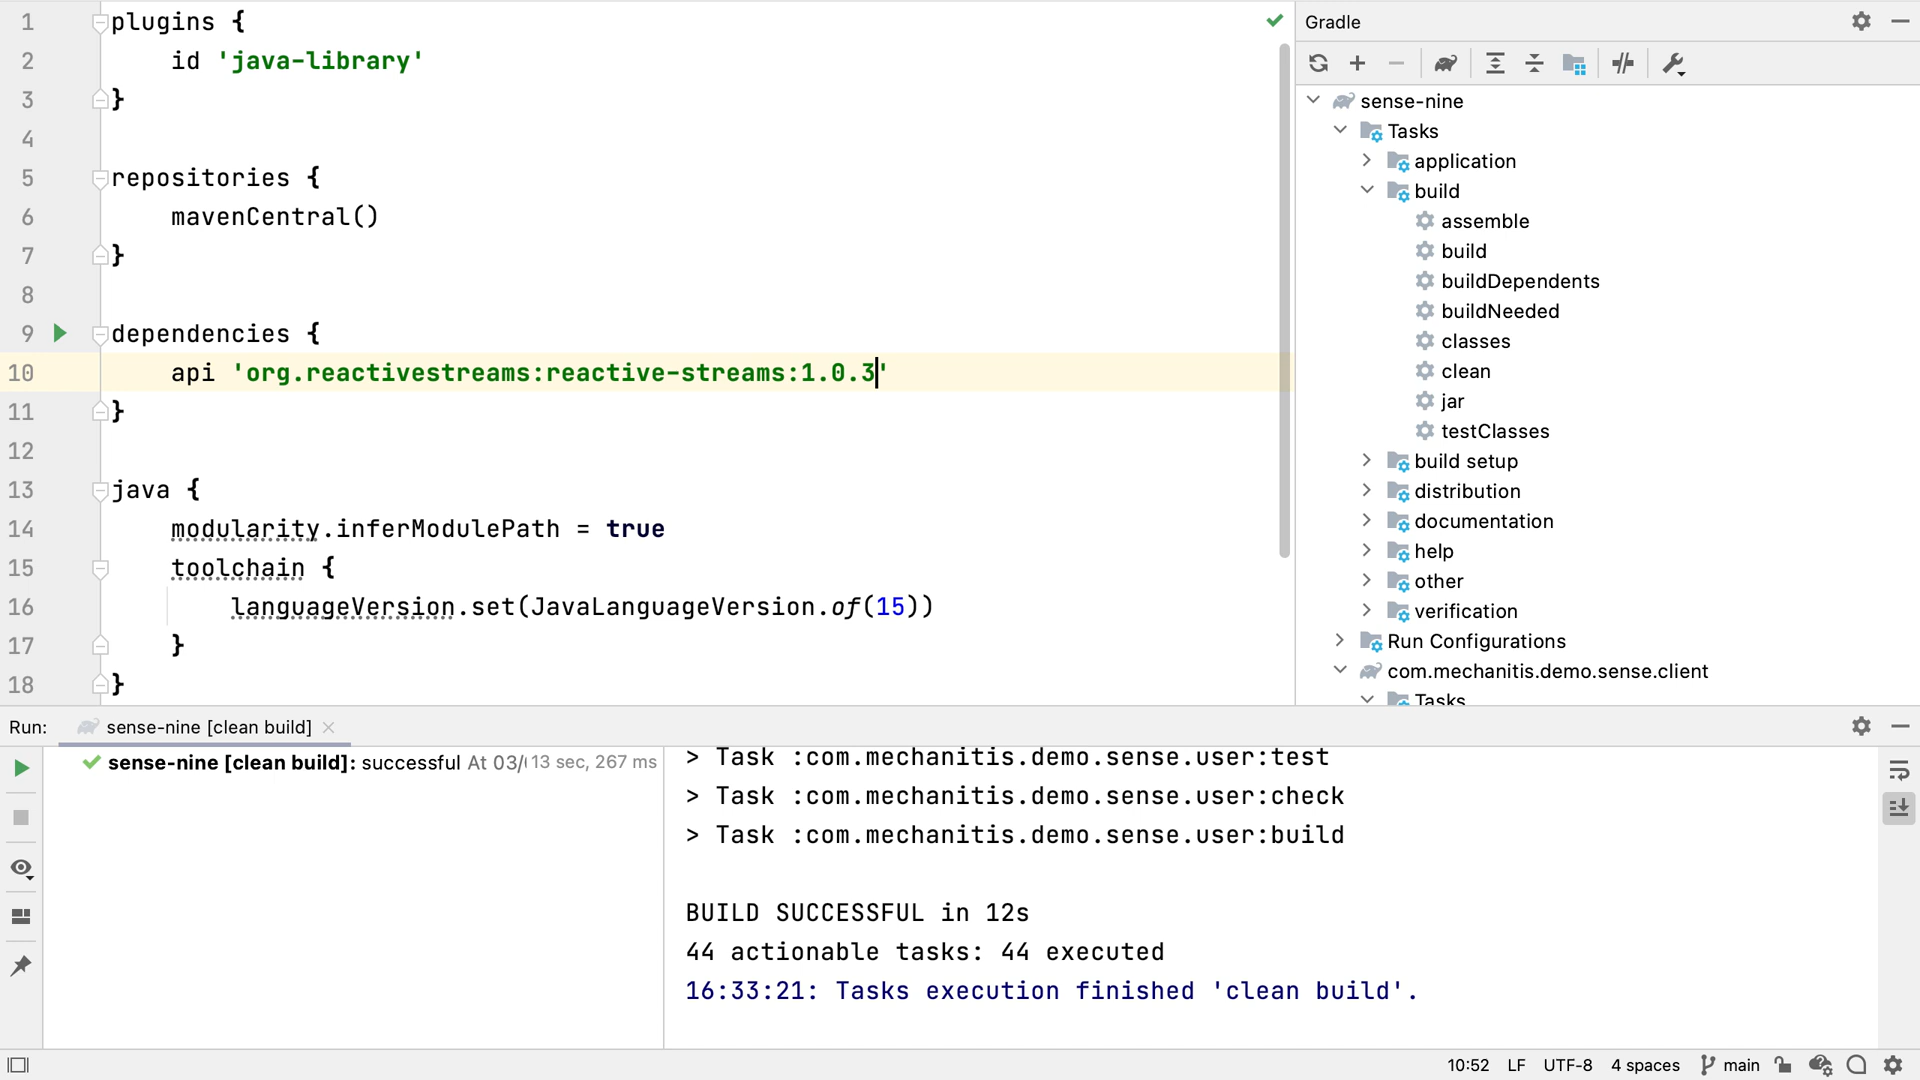 1 plugins {
2 id 'java-library'
3 }
4
5 repositories {
6 mavenCentral()
7 }
8
9 dependencies {
10 api 'org.reactivestreams:reactive-streams:1.0.3'
11 }
12
13 java {
14 modularity.inferModulePath = true
15 toolchain {
16 languageVersion.set(JavaLanguageVersion.of(15))
17 }
18 }
Gradle
sense-nine
Tasks
application
build
assemble
build
buildDependents
buildNeeded
classes
clean
jar
testClasses
build setup
distribution
documentation
help
other
verification
Run Configurations
com.mechanitis.demo.sense.client
Tasks
Run: sense-nine [clean build]
sense-nine [clean build]: successful At 03/ 13 sec, 267 ms
> Task :com.mechanitis.demo.sense.user:test
> Task :com.mechanitis.demo.sense.user:check
> Task :com.mechanitis.demo.sense.user:build
BUILD SUCCESSFUL in 12s
44 actionable tasks: 44 executed
16:33:21: Tasks execution finished 'clean build'.
10:52 LF UTF-8 4 spaces main